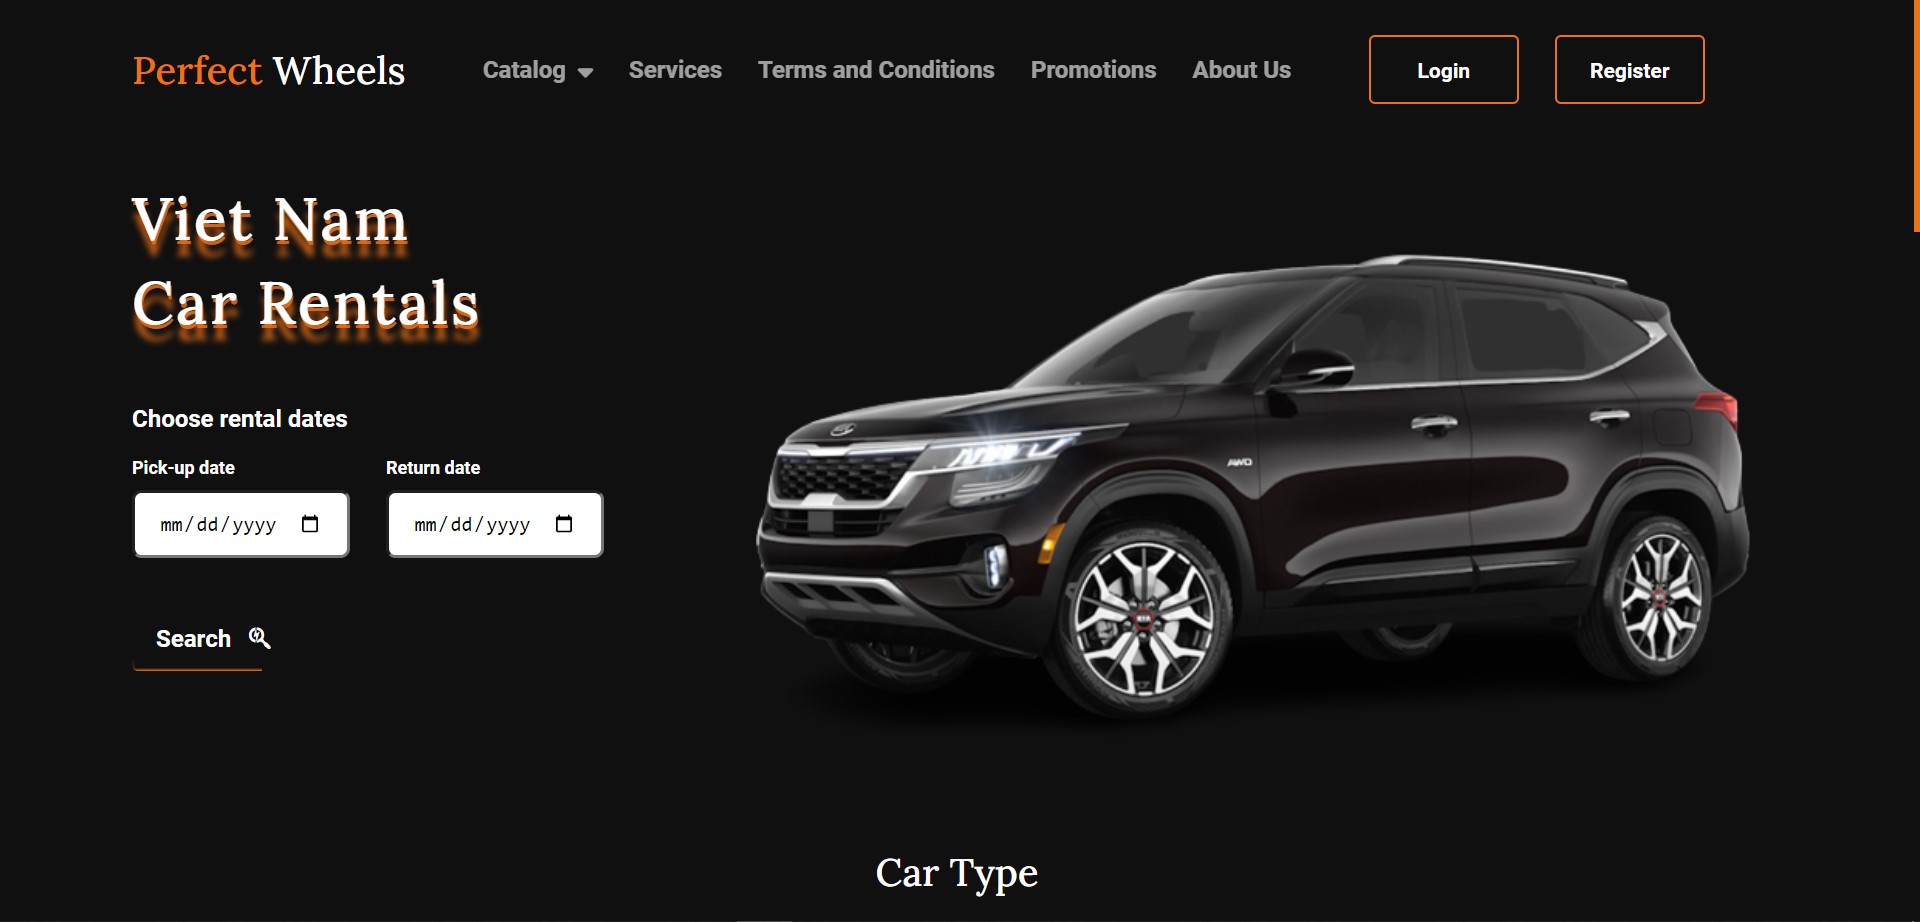 Perfect Wheels
Catalog Services Terms and Conditions Promotions About Us
Login Register
Viet Nam
Car Rentals
Choose rental dates
Pick-up date Return date
mm/dd/yyyy mm/dd/yyyy
Search
AWD
Car Type